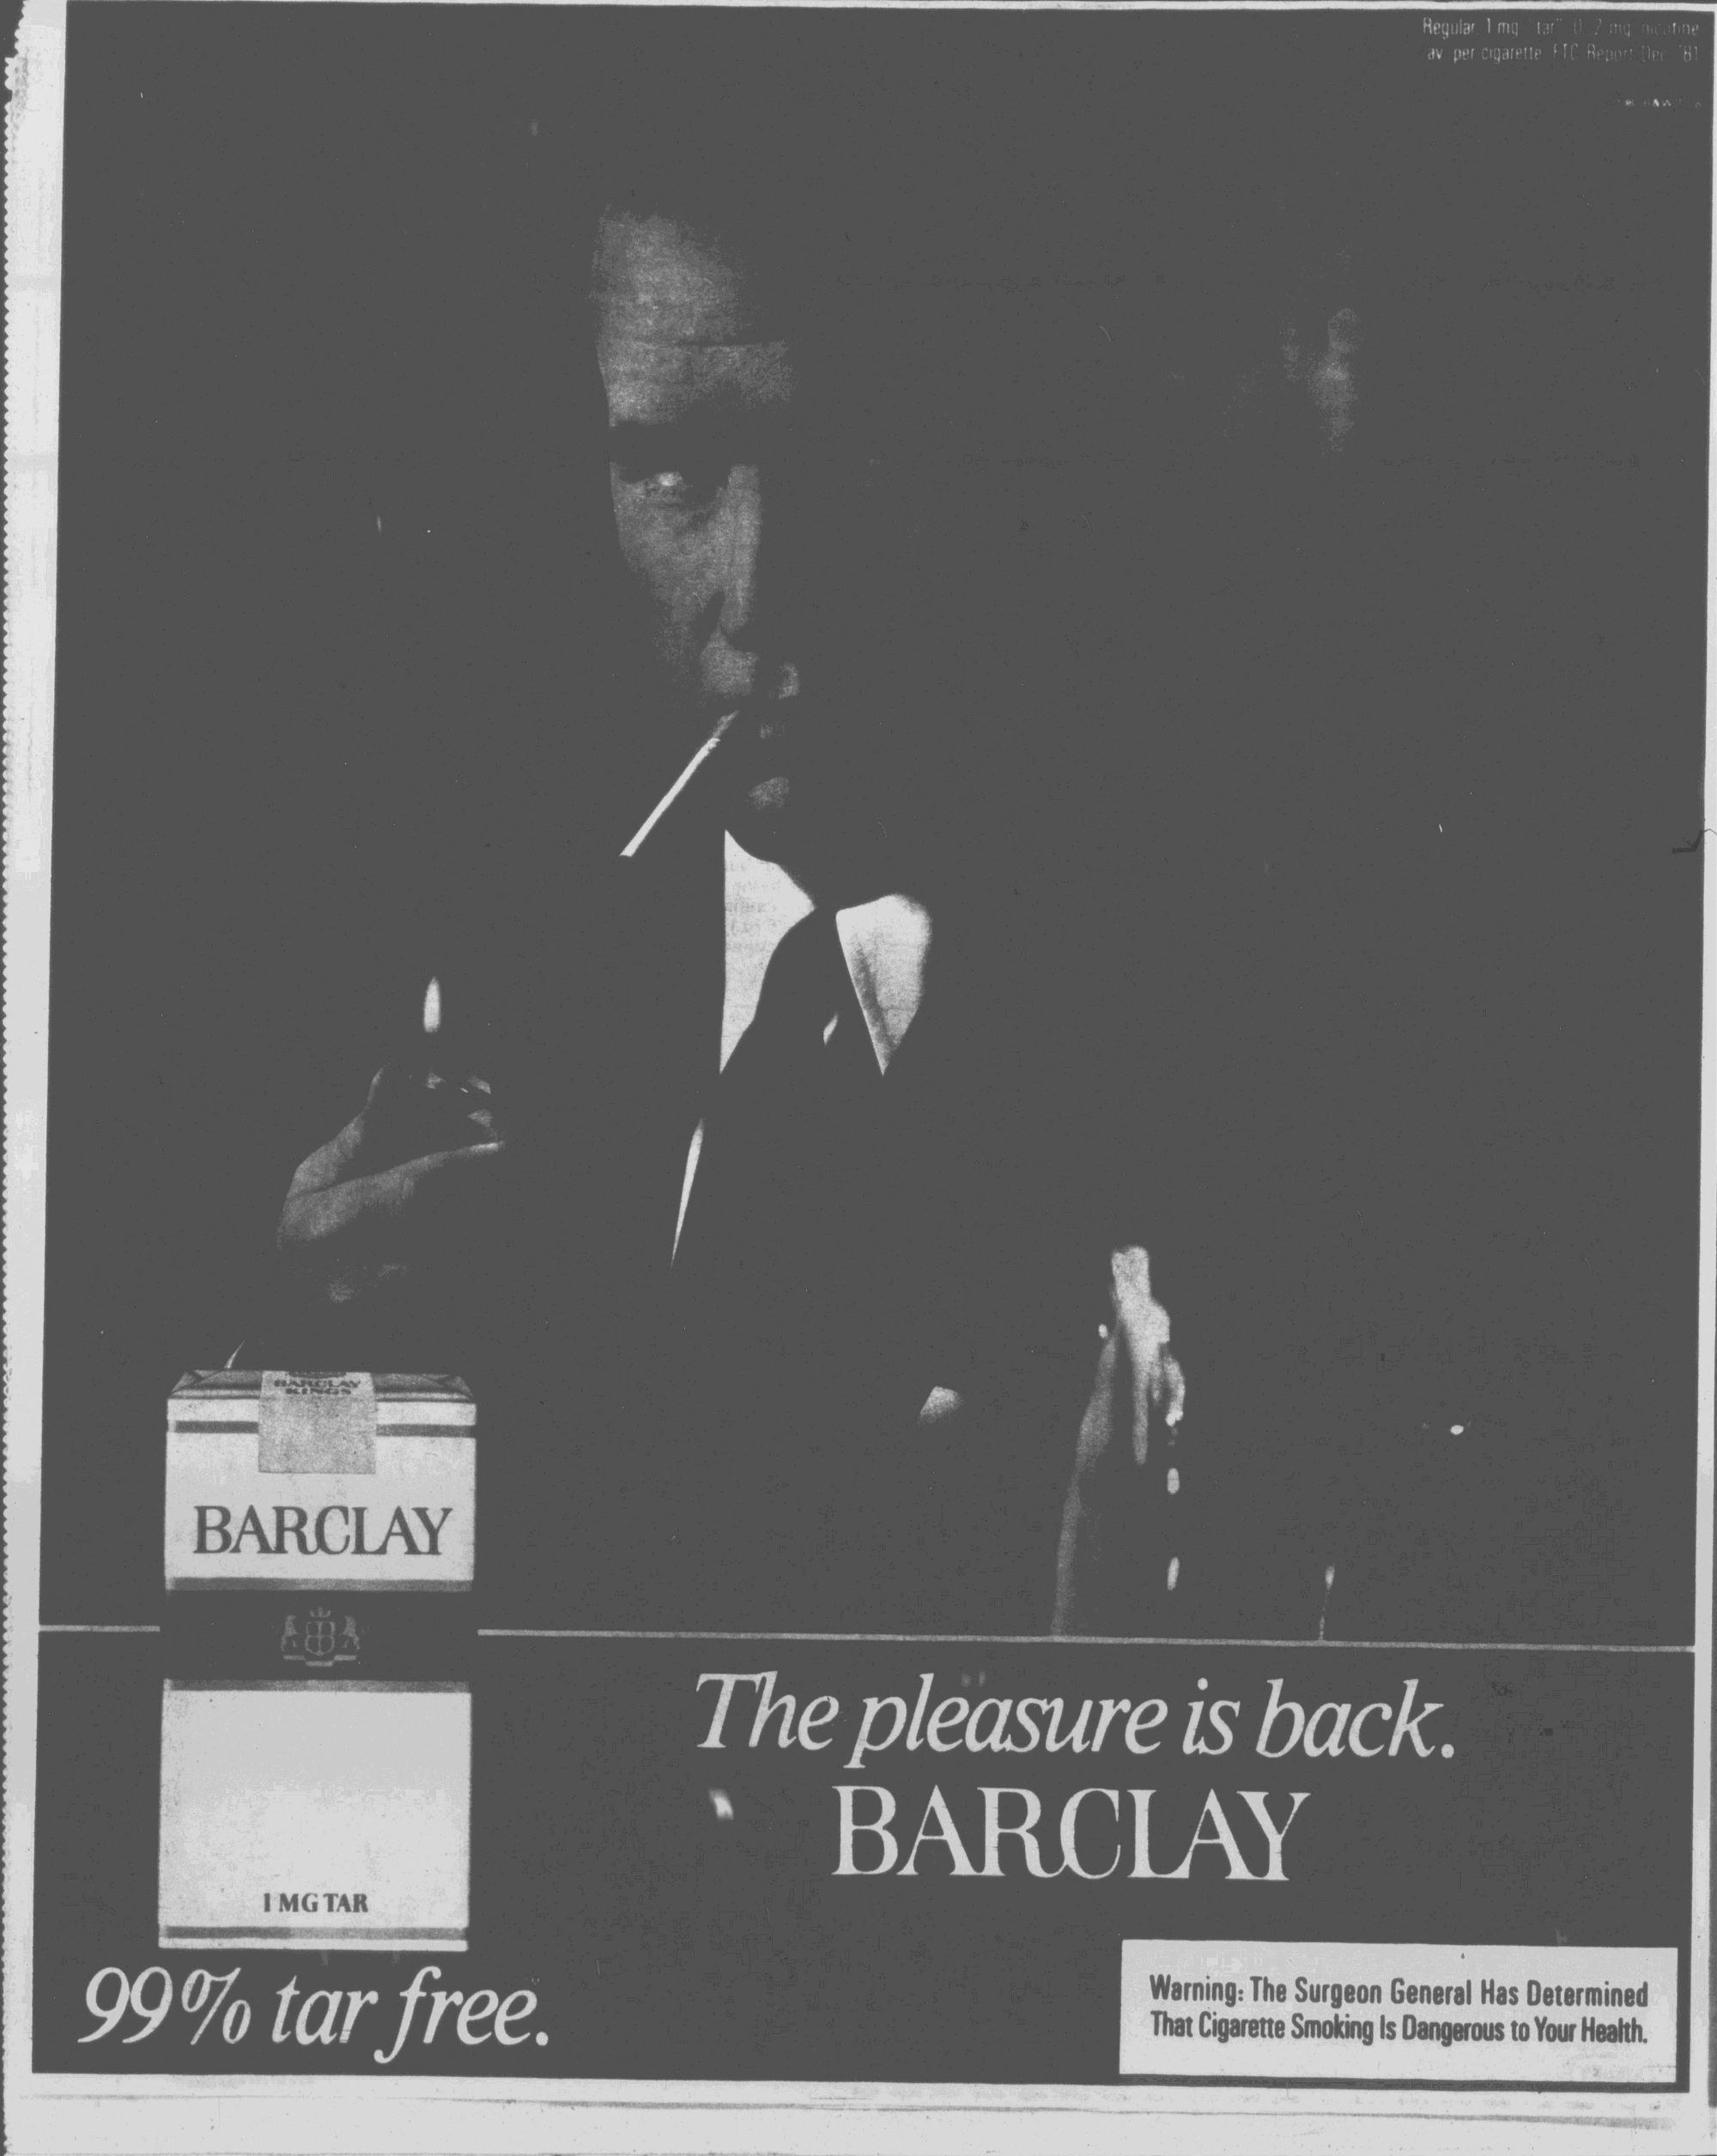 Regular, 1 mg. "tar", 0.2 mg. nicotine
av. per cigarette, FTC Report Dec. '81
BARCLAY
KINGS
BARCLAY
1 MG TAR
The pleasure is back.
BARCLAY
99% tar free.
Warning: The Surgeon General Has Determined
That Cigarette Smoking Is Dangerous to Your Health.